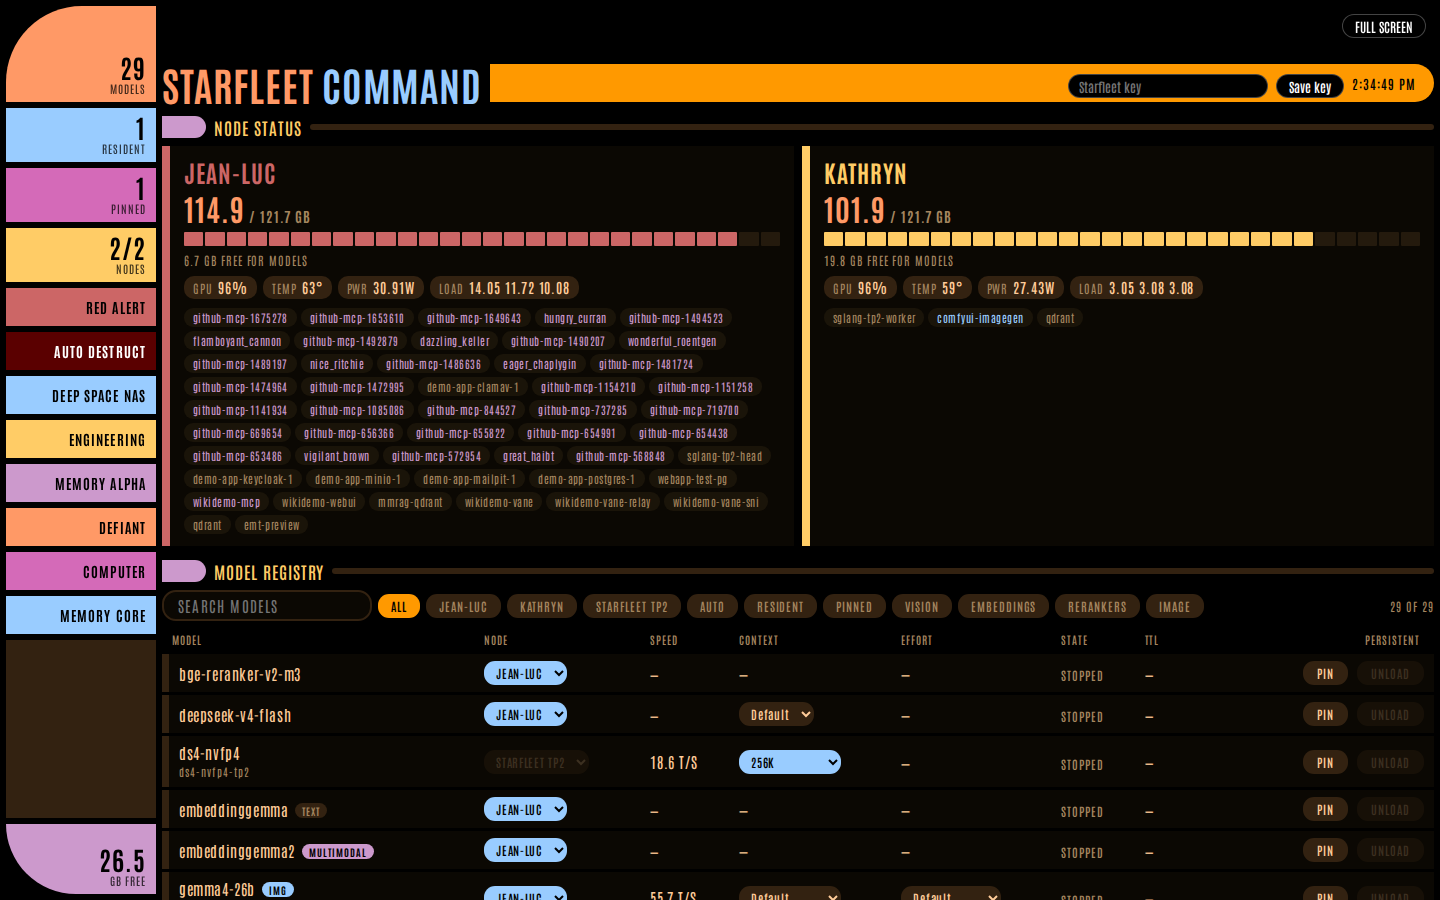 FULL SCREEN
29
MODELS
1
RESIDENT
1
PINNED
2/2
NODES
RED ALERT
AUTO DESTRUCT
DEEP SPACE NAS
ENGINEERING
MEMORY ALPHA
DEFIANT
COMPUTER
MEMORY CORE
26.5
GB FREE
STARFLEET COMMAND
Starfleet key
Save key
2:34:49 PM
NODE STATUS
JEAN-LUC
114.9 / 121.7 GB
6.7 GB FREE FOR MODELS
GPU 96% TEMP 63° PWR 30.91W LOAD 14.05 11.72 10.08
github-mcp-1675278 github-mcp-1653610 github-mcp-1649643 hungry_curran github-mcp-1494523
flamboyant_cannon github-mcp-1492879 dazzling_keller github-mcp-1490207 wonderful_roentgen
github-mcp-1489197 nice_ritchie github-mcp-1486636 eager_chaplygin github-mcp-1481724
github-mcp-1474964 github-mcp-1472995 demo-app-clamav-1 github-mcp-1154210 github-mcp-1151258
github-mcp-1141934 github-mcp-1085086 github-mcp-844527 github-mcp-737285 github-mcp-719700
github-mcp-669654 github-mcp-656366 github-mcp-655822 github-mcp-654991 github-mcp-654438
github-mcp-653486 vigilant_brown github-mcp-572954 great_haibt github-mcp-568848 sglang-tp2-head
demo-app-keycloak-1 demo-app-minio-1 demo-app-mailpit-1 demo-app-postgres-1 webapp-test-pg
wikidemo-mcp wikidemo-webui mmrag-qdrant wikidemo-vane wikidemo-vane-relay wikidemo-vane-sni
qdrant emt-preview
KATHRYN
101.9 / 121.7 GB
19.8 GB FREE FOR MODELS
GPU 96% TEMP 59° PWR 27.43W LOAD 3.05 3.08 3.08
sglang-tp2-worker comfyui-imagegen qdrant
MODEL REGISTRY
SEARCH MODELS ALL JEAN-LUC KATHRYN STARFLEET TP2 AUTO RESIDENT PINNED VISION EMBEDDINGS RERANKERS IMAGE 29 OF 29
MODEL NODE SPEED CONTEXT EFFORT STATE TTL PERSISTENT
bge-reranker-v2-m3 JEAN-LUC — — — STOPPED — PIN UNLOAD
deepseek-v4-flash JEAN-LUC — Default — STOPPED — PIN UNLOAD
ds4-nvfp4 STARFLEET TP2 18.6 T/S 256K — STOPPED — PIN UNLOAD
ds4-nvfp4-tp2
embeddinggemma TEXT JEAN-LUC — — — STOPPED — PIN UNLOAD
embeddinggemma2 MULTIMODAL JEAN-LUC — — — STOPPED — PIN UNLOAD
gemma4-26b IMG JEAN-LUC 55.7 T/S Default Default STOPPED — PIN UNLOAD